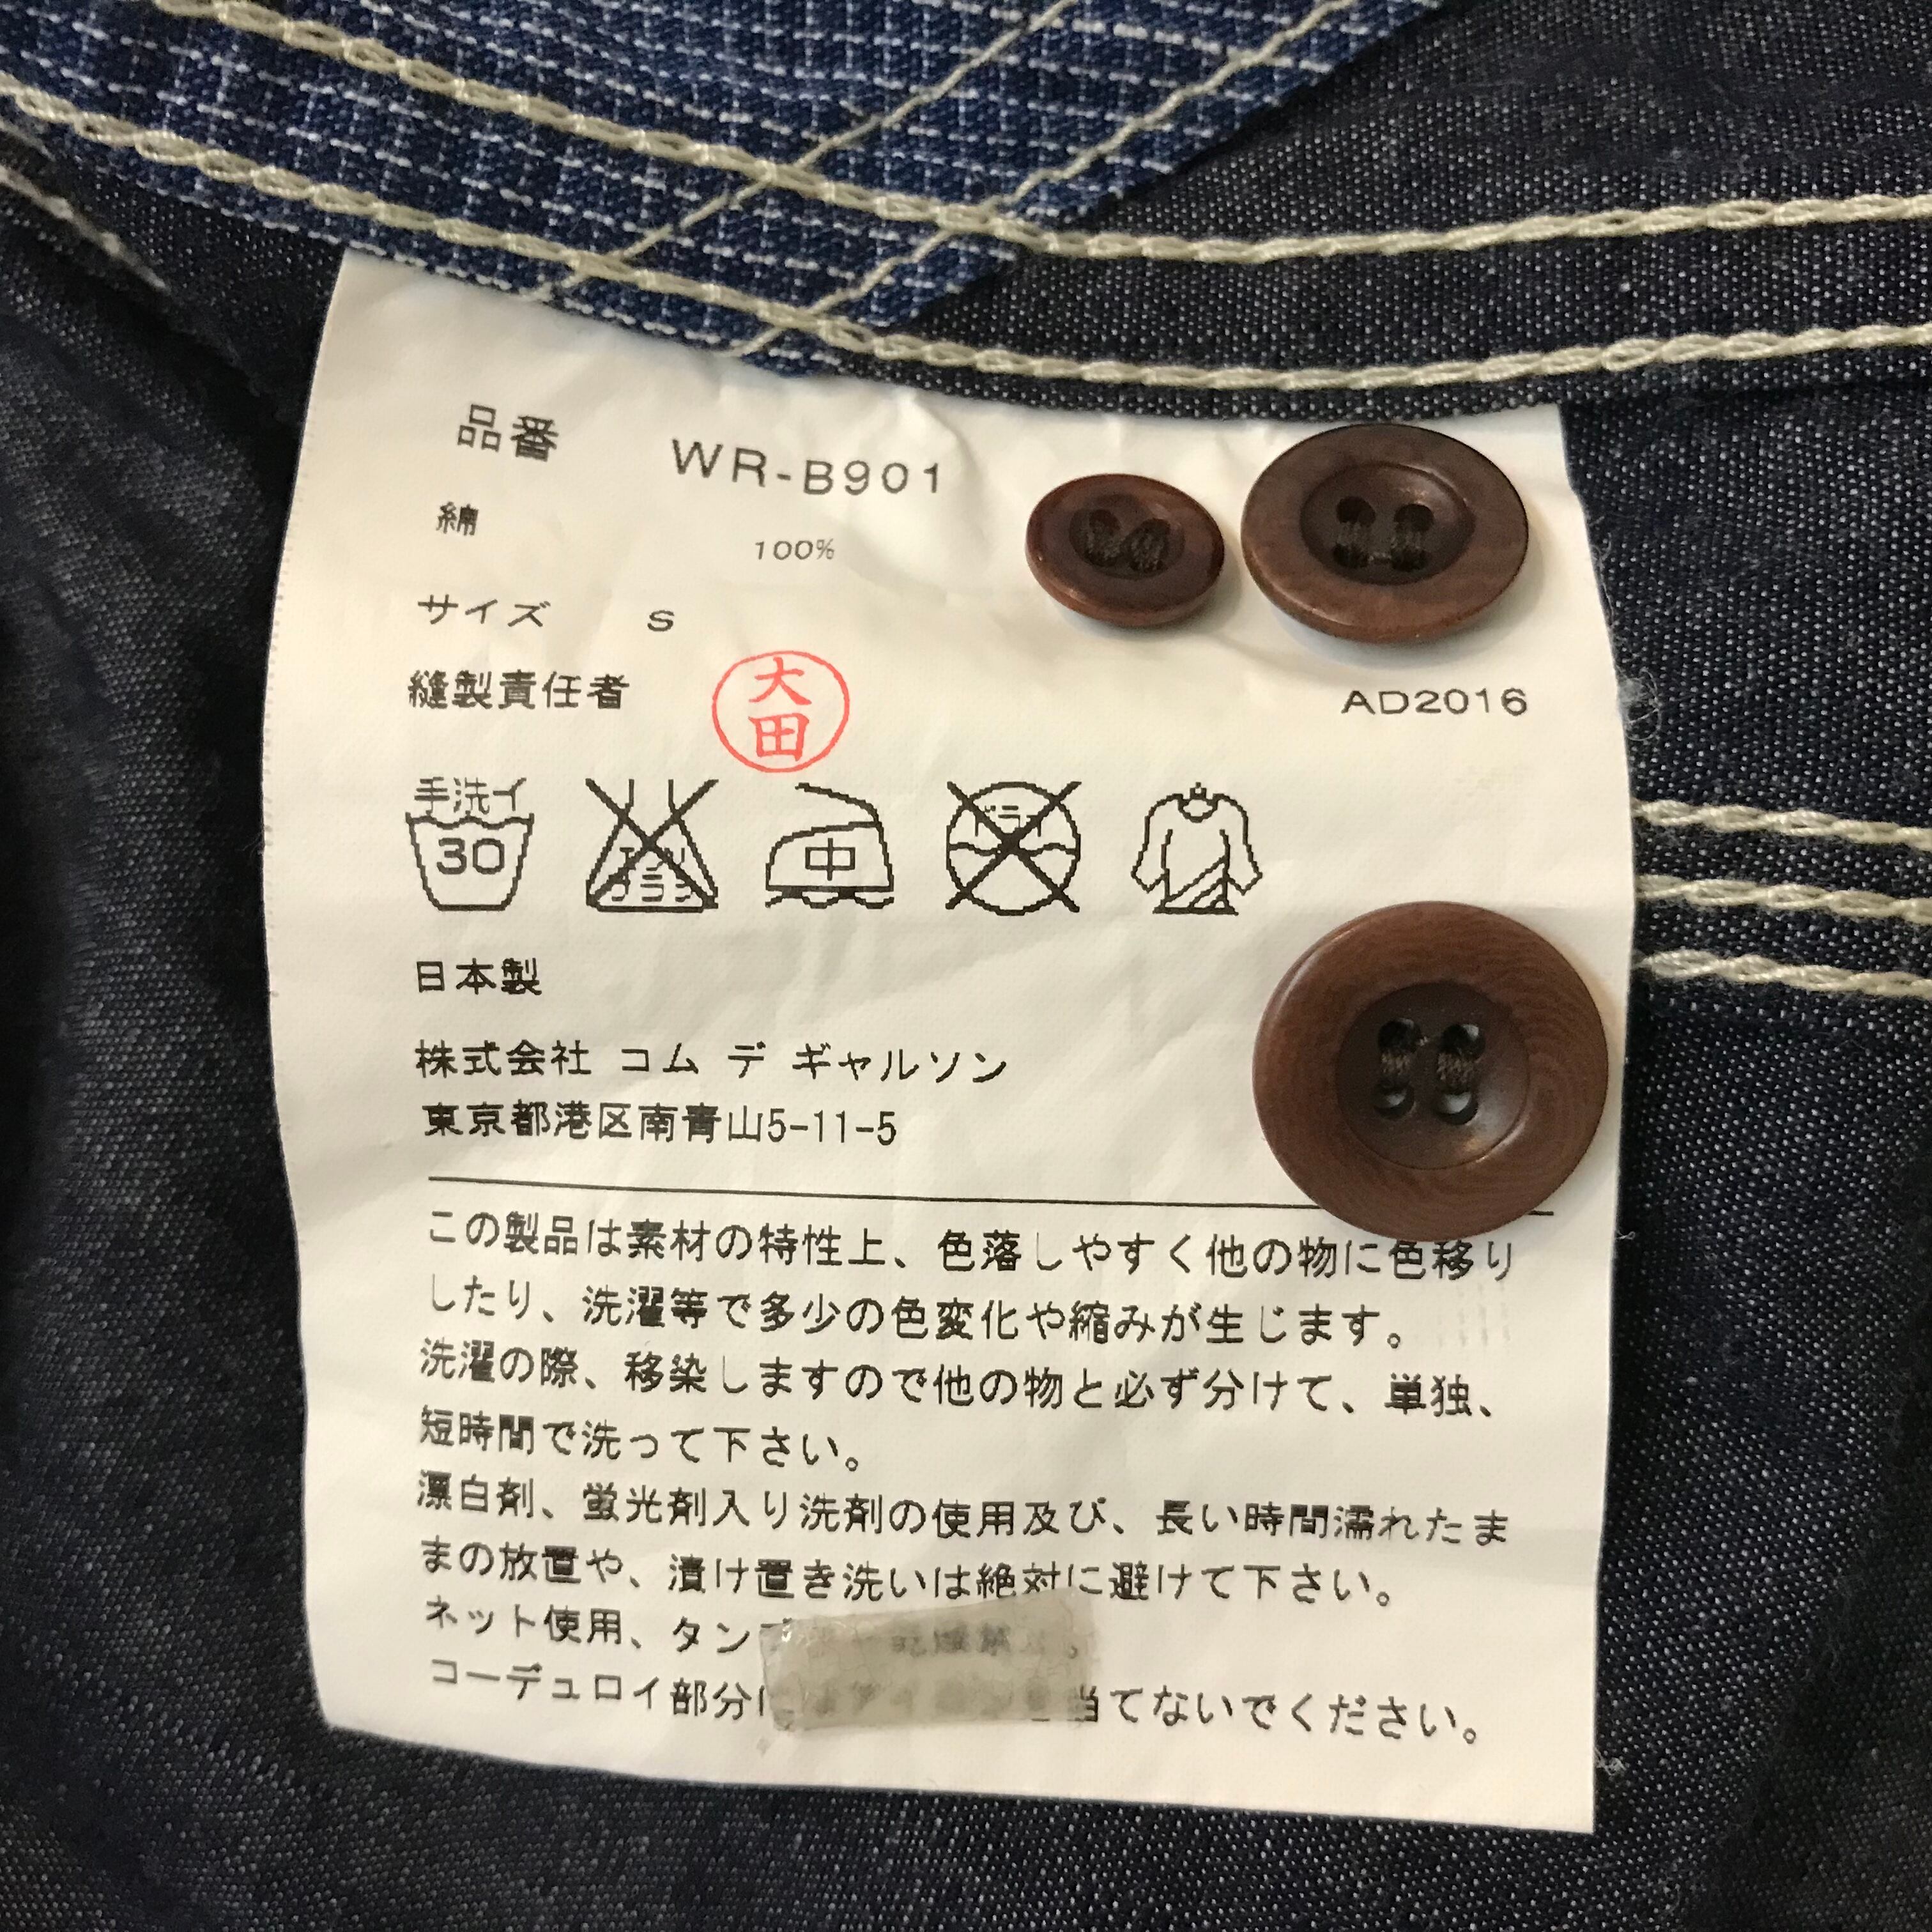 品番 WR-B901
綿 100%
サイズ S
縫製責任者 大田 AD2016
手洗イ 30 エンソサラシ 中 ドライ
日本製
株式会社 コム デ ギャルソン
東京都港区南青山5-11-5
この製品は素材の特性上、色落しやすく他の物に色移り
したり、洗濯等で多少の色変化や縮みが生じます。
洗濯の際、移染しますので他の物と必ず分けて、単独、
短時間で洗って下さい。
漂白剤、蛍光剤入り洗剤の使用及び、長い時間濡れたま
まの放置や、漬け置き洗いは絶対に避けて下さい。
ネット使用、タン
コーデュロイ部分に 当てないでください。